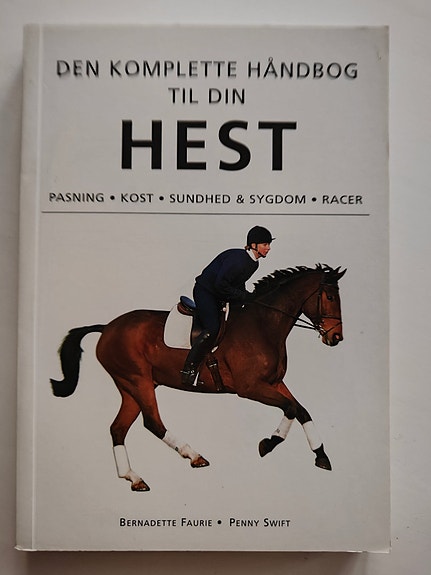 DEN KOMPLETTE HÅNDBOG
TIL DIN
HEST
PASNING • KOST • SUNDHED & SYGDOM • RACER
BERNADETTE FAURIE • PENNY SWIFT